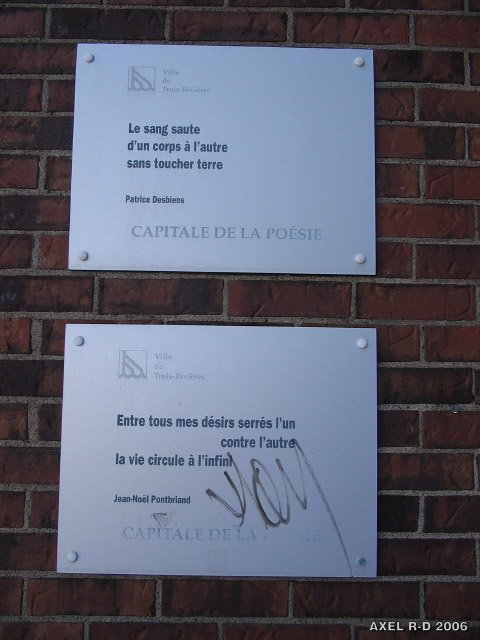 Ville
de
Trois-Rivières
Le sang saute
d'un corps à l'autre
sans toucher terre
Patrice Desbiens
CAPITALE DE LA POÉSIE
Ville
de
Trois-Rivières
Entre tous mes désirs serrés l'un
contre l'autre
la vie circule à l'infini
Jean-Noël Pontbriand
CAPITALE DE LA
AXEL R-D 2006